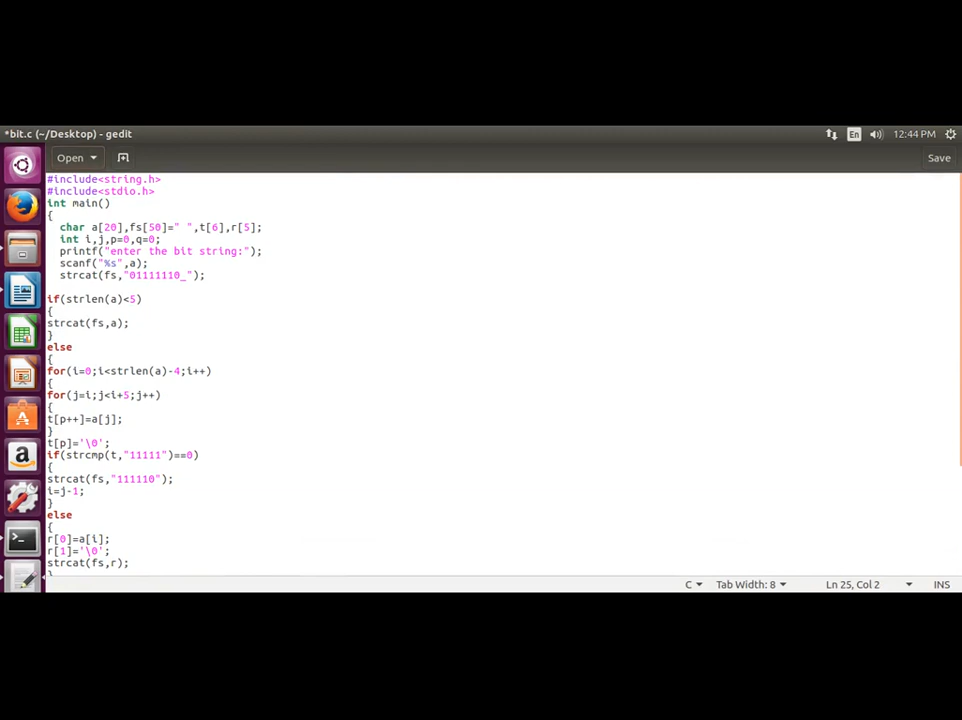 *bit.c (~/Desktop) - gedit
En
12:44 PM
Open
Save
#include<string.h>
#include<stdio.h>
int main()
{
char a[20],fs[50]=" ",t[6],r[5];
int i,j,p=0,q=0;
printf("enter the bit string:");
scanf("%s",a);
strcat(fs,"01111110_");
if(strlen(a)<5)
{
strcat(fs,a);
}
else
{
for(i=0;i<strlen(a)-4;i++)
{
for(j=i;j<i+5;j++)
{
t[p++]=a[j];
}
t[p]='\0';
if(strcmp(t,"11111")==0)
{
strcat(fs,"111110");
i=j-1;
}
else
{
r[0]=a[i];
r[1]='\0';
strcat(fs,r);
}
C
Tab Width: 8
Ln 25, Col 2
INS